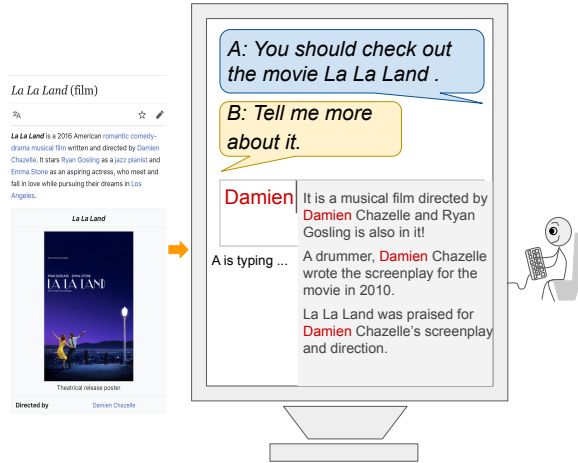 La La Land (film)
La La Land is a 2016 American romantic comedy-
drama musical film written and directed by Damien
Chazelle. It stars Ryan Gosling as a jazz pianist and
Emma Stone as an aspiring actress, who meet and
fall in love while pursuing their dreams in Los
Angeles.
La La Land
RYAN GOSLING EMMA STONE
LA LA LAND
Theatrical release poster
Directed by Damien Chazelle
A: You should check out
the movie La La Land .
B: Tell me more
about it.
Damien
A is typing ...
It is a musical film directed by
Damien Chazelle and Ryan
Gosling is also in it!
A drummer, Damien Chazelle
wrote the screenplay for the
movie in 2010.
La La Land was praised for
Damien Chazelle's screenplay
and direction.